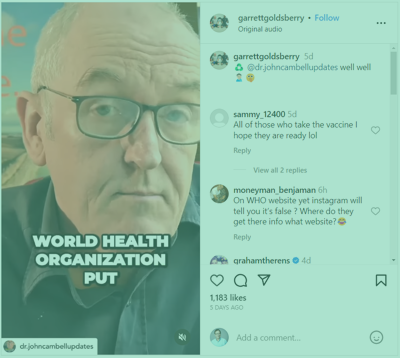 WORLD HEALTH
ORGANIZATION
PUT
dr.johncambellupdates
garrettgoldsberry • Follow
Original audio
garrettgoldsberry 5d
@dr.johncambellupdates well well
sammy_12400 5d
All of those who take the vaccine I
hope they are ready lol
Reply
View all 2 replies
moneyman_benjaman 6h
On WHO website yet instagram will
tell you it's false ? Where do they
get there info what website?😂
Reply
grahamtherens 4d
1,183 likes
5 DAYS AGO
Add a comment...